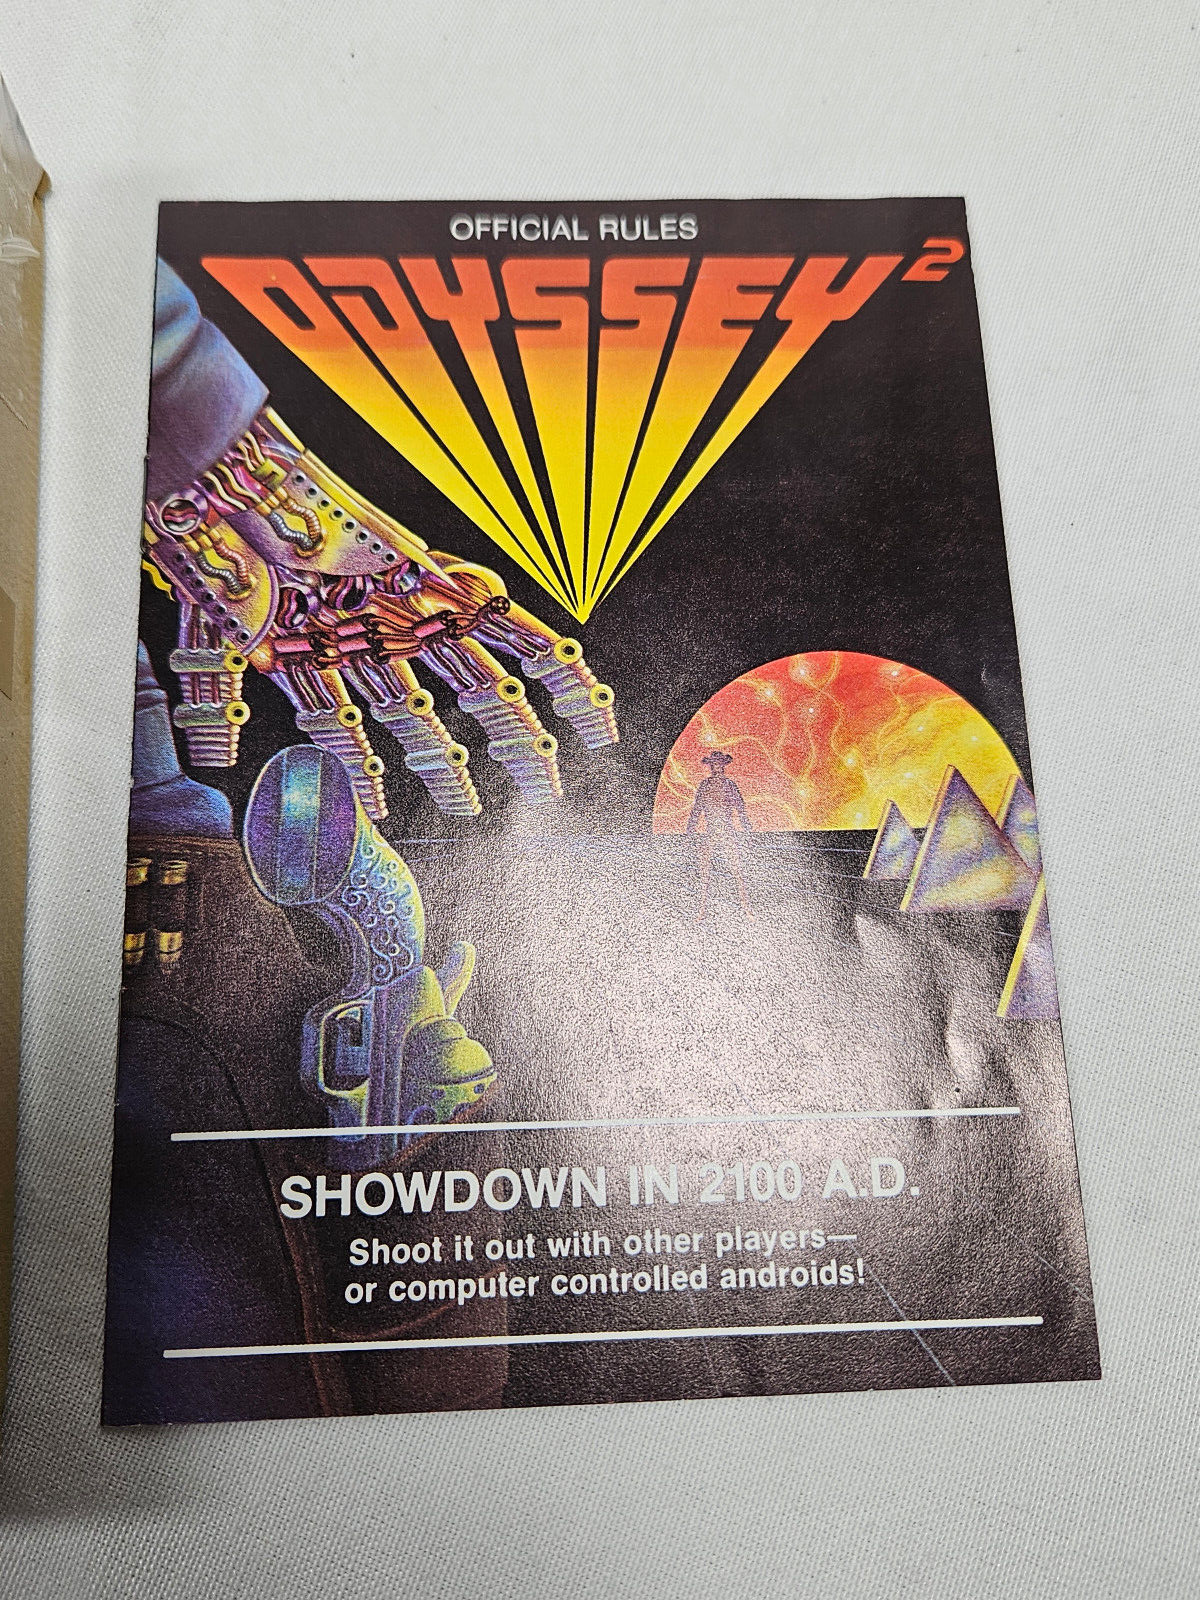 OFFICIAL RULES
ODYSSEY²
SHOWDOWN IN 2100 A.D.
Shoot it out with other players—
or computer controlled androids!